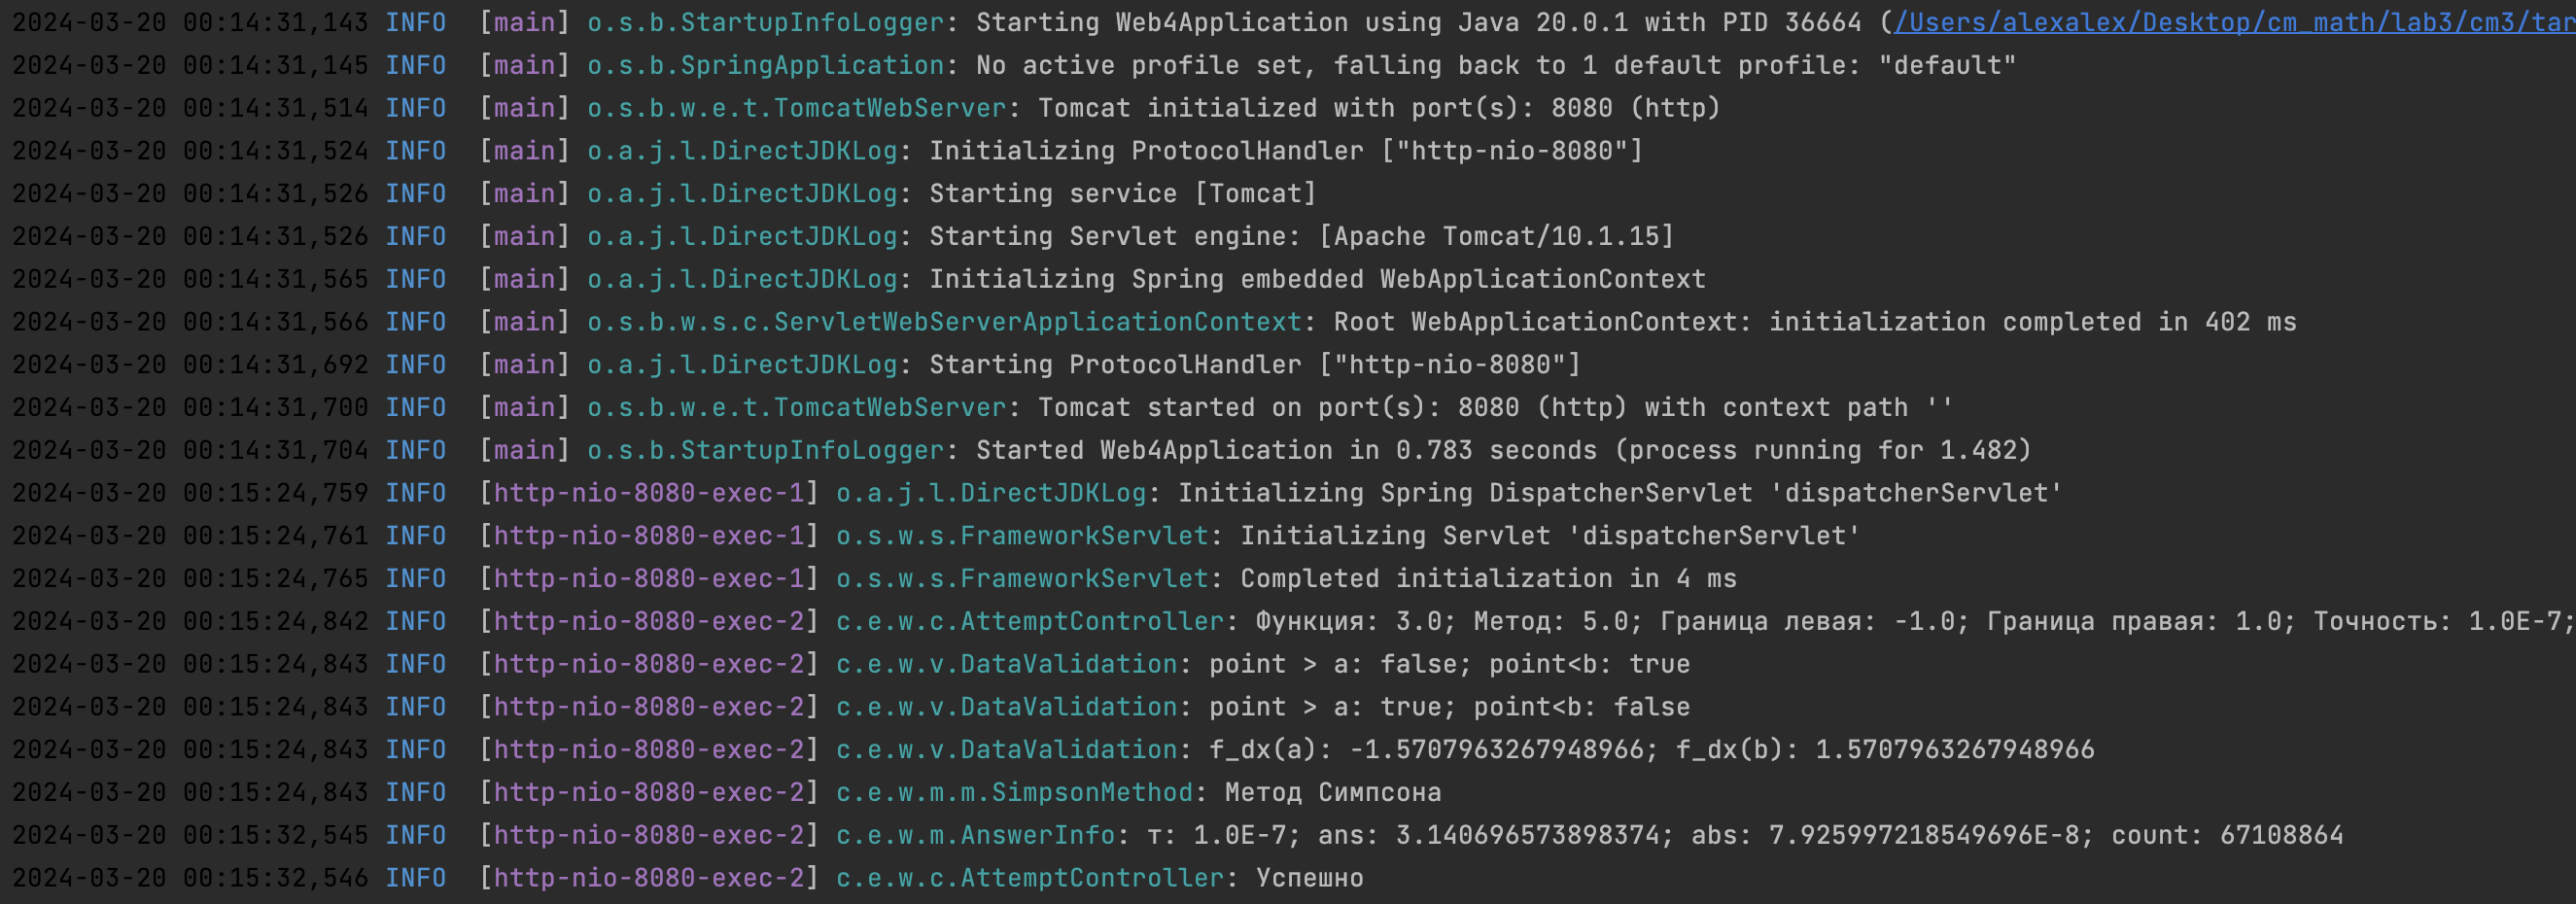 2024-03-20 00:14:31,143 INFO  [main] o.s.b.StartupInfoLogger: Starting Web4Application using Java 20.0.1 with PID 36664 (/Users/alexalex/Desktop/cm_math/lab3/cm3/tar
2024-03-20 00:14:31,145 INFO  [main] o.s.b.SpringApplication: No active profile set, falling back to 1 default profile: "default"
2024-03-20 00:14:31,514 INFO  [main] o.s.b.w.e.t.TomcatWebServer: Tomcat initialized with port(s): 8080 (http)
2024-03-20 00:14:31,524 INFO  [main] o.a.j.l.DirectJDKLog: Initializing ProtocolHandler ["http-nio-8080"]
2024-03-20 00:14:31,526 INFO  [main] o.a.j.l.DirectJDKLog: Starting service [Tomcat]
2024-03-20 00:14:31,526 INFO  [main] o.a.j.l.DirectJDKLog: Starting Servlet engine: [Apache Tomcat/10.1.15]
2024-03-20 00:14:31,565 INFO  [main] o.a.j.l.DirectJDKLog: Initializing Spring embedded WebApplicationContext
2024-03-20 00:14:31,566 INFO  [main] o.s.b.w.s.c.ServletWebServerApplicationContext: Root WebApplicationContext: initialization completed in 402 ms
2024-03-20 00:14:31,692 INFO  [main] o.a.j.l.DirectJDKLog: Starting ProtocolHandler ["http-nio-8080"]
2024-03-20 00:14:31,700 INFO  [main] o.s.b.w.e.t.TomcatWebServer: Tomcat started on port(s): 8080 (http) with context path ''
2024-03-20 00:14:31,704 INFO  [main] o.s.b.StartupInfoLogger: Started Web4Application in 0.783 seconds (process running for 1.482)
2024-03-20 00:15:24,759 INFO  [http-nio-8080-exec-1] o.a.j.l.DirectJDKLog: Initializing Spring DispatcherServlet 'dispatcherServlet'
2024-03-20 00:15:24,761 INFO  [http-nio-8080-exec-1] o.s.w.s.FrameworkServlet: Initializing Servlet 'dispatcherServlet'
2024-03-20 00:15:24,765 INFO  [http-nio-8080-exec-1] o.s.w.s.FrameworkServlet: Completed initialization in 4 ms
2024-03-20 00:15:24,842 INFO  [http-nio-8080-exec-2] c.e.w.c.AttemptController: Функция: 3.0; Метод: 5.0; Граница левая: -1.0; Граница правая: 1.0; Точность: 1.0E-7;
2024-03-20 00:15:24,843 INFO  [http-nio-8080-exec-2] c.e.w.v.DataValidation: point > a: false; point<b: true
2024-03-20 00:15:24,843 INFO  [http-nio-8080-exec-2] c.e.w.v.DataValidation: point > a: true; point<b: false
2024-03-20 00:15:24,843 INFO  [http-nio-8080-exec-2] c.e.w.v.DataValidation: f_dx(a): -1.5707963267948966; f_dx(b): 1.5707963267948966
2024-03-20 00:15:24,843 INFO  [http-nio-8080-exec-2] c.e.w.m.m.SimpsonMethod: Метод Симпсона
2024-03-20 00:15:32,545 INFO  [http-nio-8080-exec-2] c.e.w.m.AnswerInfo: т: 1.0E-7; ans: 3.140696573898374; abs: 7.925997218549696E-8; count: 67108864
2024-03-20 00:15:32,546 INFO  [http-nio-8080-exec-2] c.e.w.c.AttemptController: Успешно